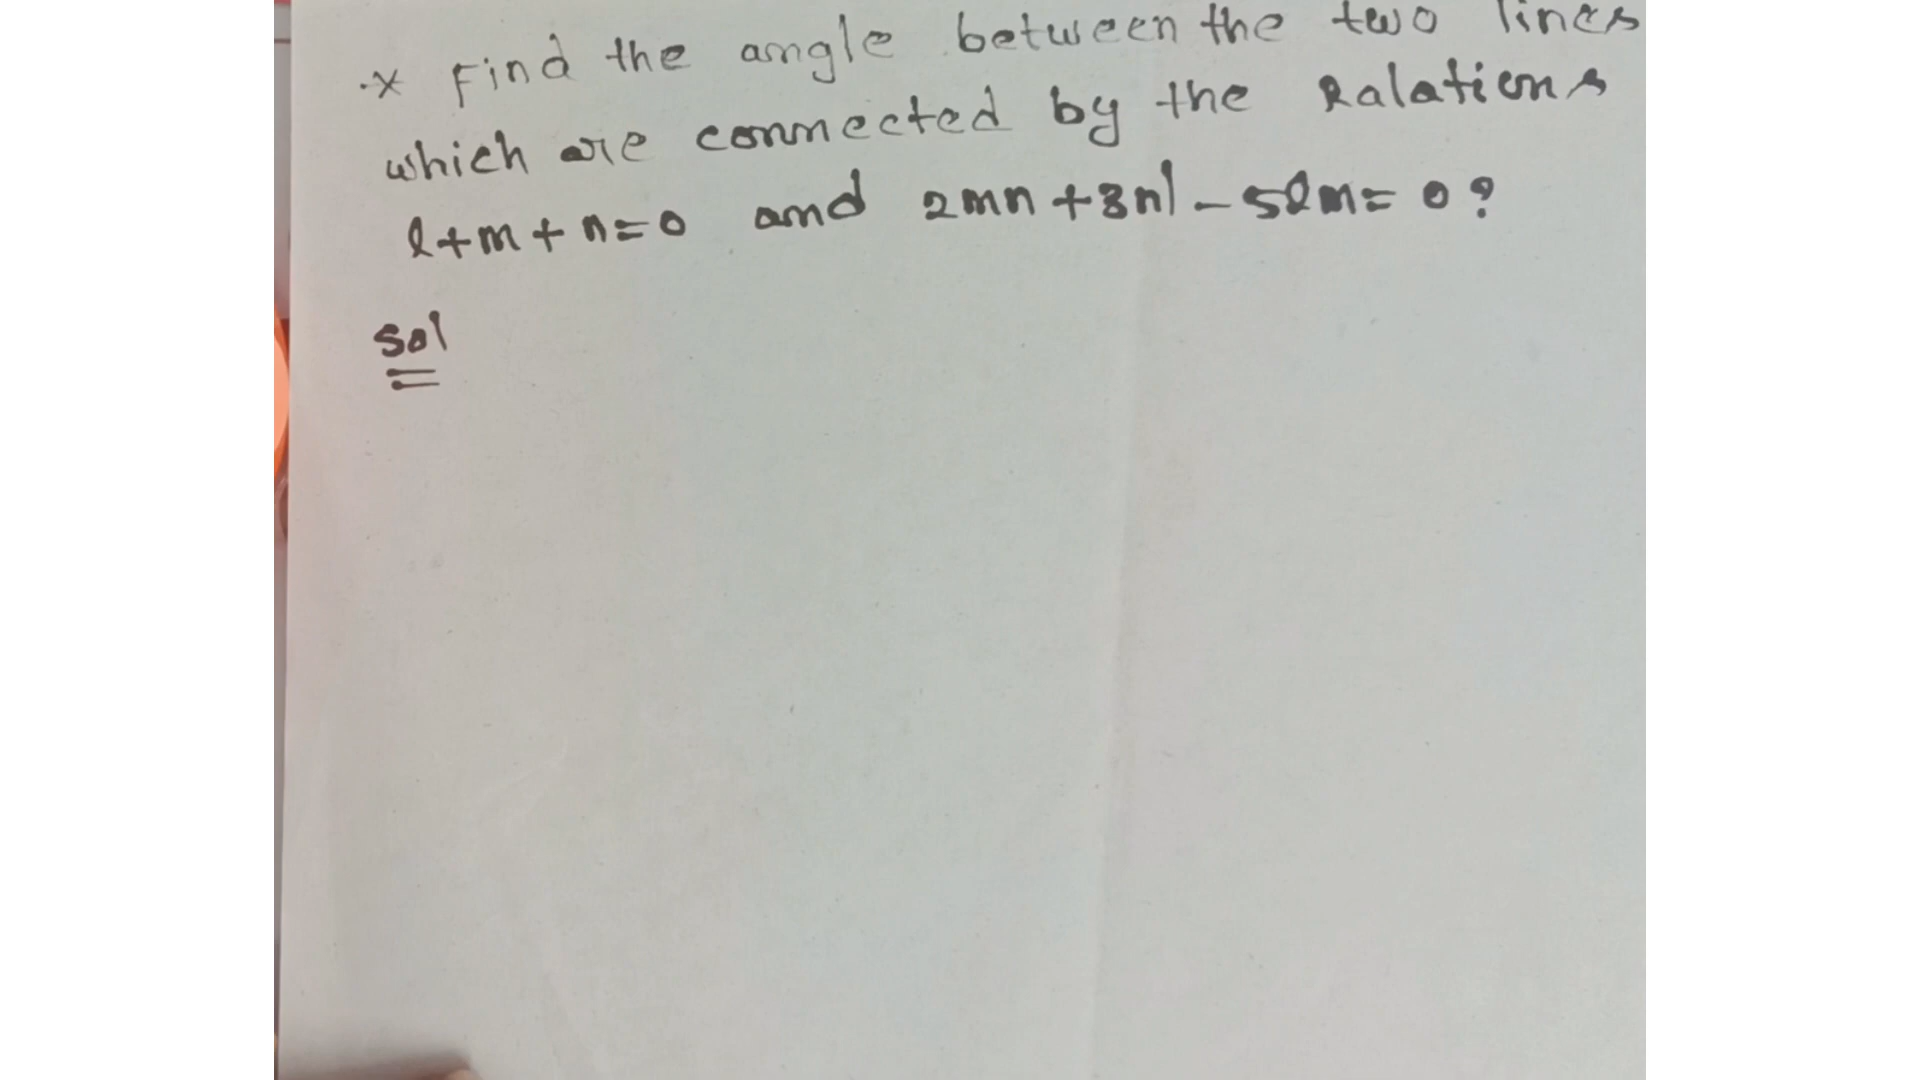 * Find the angle between the two lines
which are connected by the Ralations
l+m+n=0 and 2mn+3nl-5lm=0?
Sol